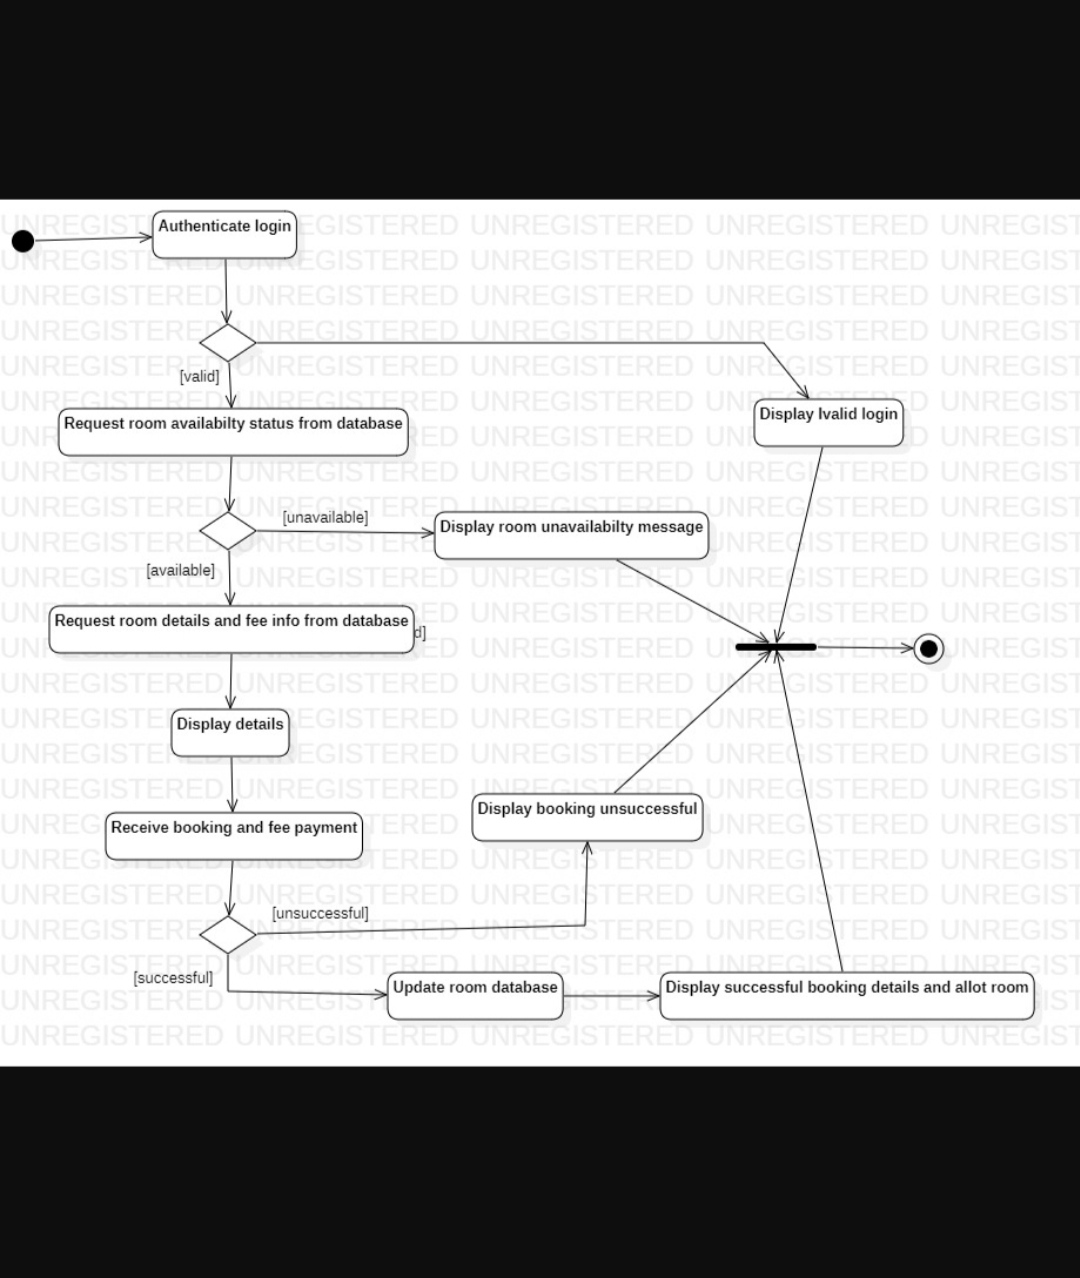 Authenticate login
[valid]
Request room availabilty status from database
Display Ivalid login
[unavailable]
Display room unavailabilty message
[available]
Request room details and fee info from database
d]
Display details
Receive booking and fee payment
Display booking unsuccessful
[unsuccessful]
[successful]
Update room database
Display successful booking details and allot room
UNREGISTERED UNREGISTERED UNREGISTERED UNREGISTERED